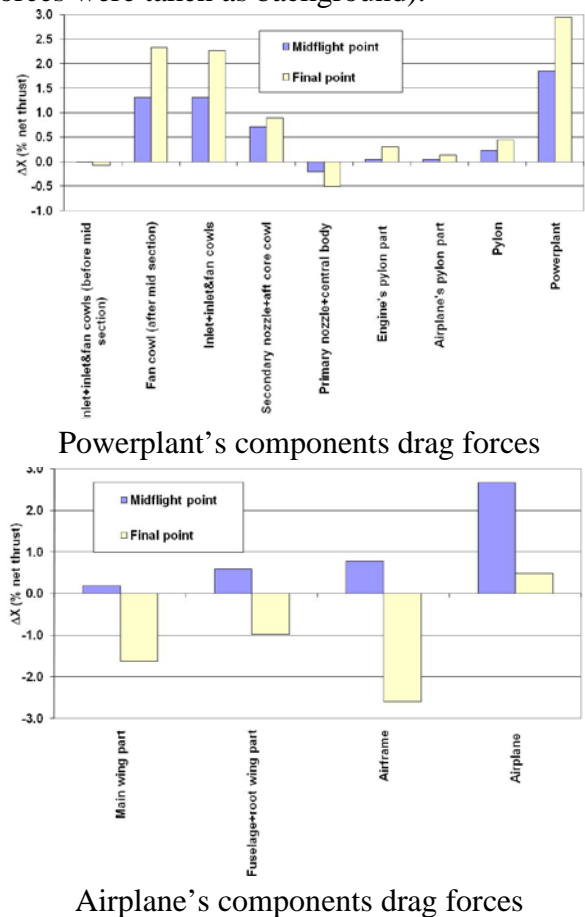 forces were taken as background).
3.0
2.5
2.0
1.5
1.0
0.5
0.0
-0.5
-1.0
ΔX (% net thrust)
Midflight point
Final point
nlet+inlet&fan cowls (before mid
section)
Fan cowl (after mid section)
Inlet+inlet&fan cowls
Secondary nozzle+aft core cowl
Primary nozzle+central body
Engine's pylon part
Airplane's pylon part
Pylon
Powerplant
Powerplant's components drag forces
3.0
2.0
1.0
0.0
-1.0
-2.0
-3.0
ΔX (% net thrust)
Midflight point
Final point
Main wing part
Fuselage+root wing part
Airframe
Airplane
Airplane's components drag forces